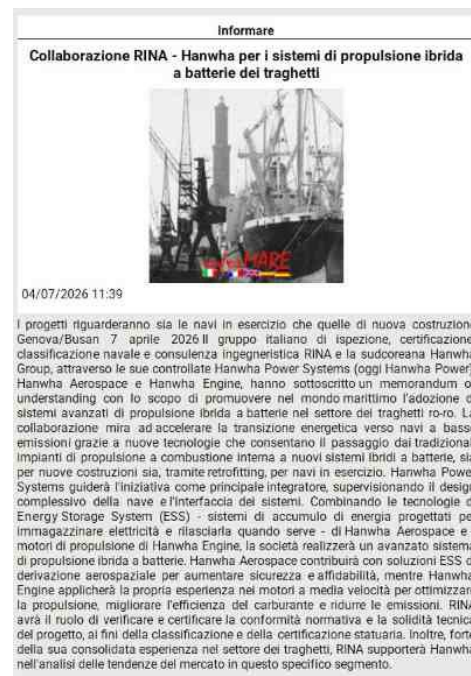 Informare
Collaborazione RINA - Hanwha per i sistemi di propulsione ibrida
a batterie dei traghetti
inforMARE
04/07/2026 11:39
I progetti riguarderanno sia le navi in esercizio che quelle di nuova costruzione
Genova/Busan 7 aprile 2026 Il gruppo italiano di ispezione, certificazione,
classificazione navale e consulenza ingegneristica RINA e la sudcoreana Hanwha
Group, attraverso le sue controllate Hanwha Power Systems (oggi Hanwha Power),
Hanwha Aerospace e Hanwha Engine, hanno sottoscritto un memorandum of
understanding con lo scopo di promuovere nel mondo marittimo l'adozione di
sistemi avanzati di propulsione ibrida a batterie nel settore dei traghetti ro-ro. La
collaborazione mira ad accelerare la transizione energetica verso navi a basse
emissioni grazie a nuove tecnologie che consentano il passaggio dai tradizionali
impianti di propulsione a combustione interna a nuovi sistemi ibridi a batterie, sia
per nuove costruzioni sia, tramite retrofitting, per navi in esercizio. Hanwha Power
Systems guiderà l'iniziativa come principale integratore, supervisionando il design
complessivo della nave e l'interfaccia dei sistemi. Combinando le tecnologie di
Energy Storage System (ESS) - sistemi di accumulo di energia progettati per
immagazzinare elettricità e rilasciarla quando serve - di Hanwha Aerospace e i
motori di propulsione di Hanwha Engine, la società realizzerà un avanzato sistema
di propulsione ibrida a batterie. Hanwha Aerospace contribuirà con soluzioni ESS di
derivazione aerospaziale per aumentare sicurezza e affidabilità, mentre Hanwha
Engine applicherà la propria esperienza nei motori a media velocità per ottimizzare
la propulsione, migliorare l'efficienza del carburante e ridurre le emissioni. RINA
avrà il ruolo di verificare e certificare la conformità normativa e la solidità tecnica
del progetto, ai fini della classificazione e della certificazione statuaria. Inoltre, forte
della sua consolidata esperienza nel settore dei traghetti, RINA supporterà Hanwha
nell'analisi delle tendenze del mercato in questo specifico segmento.